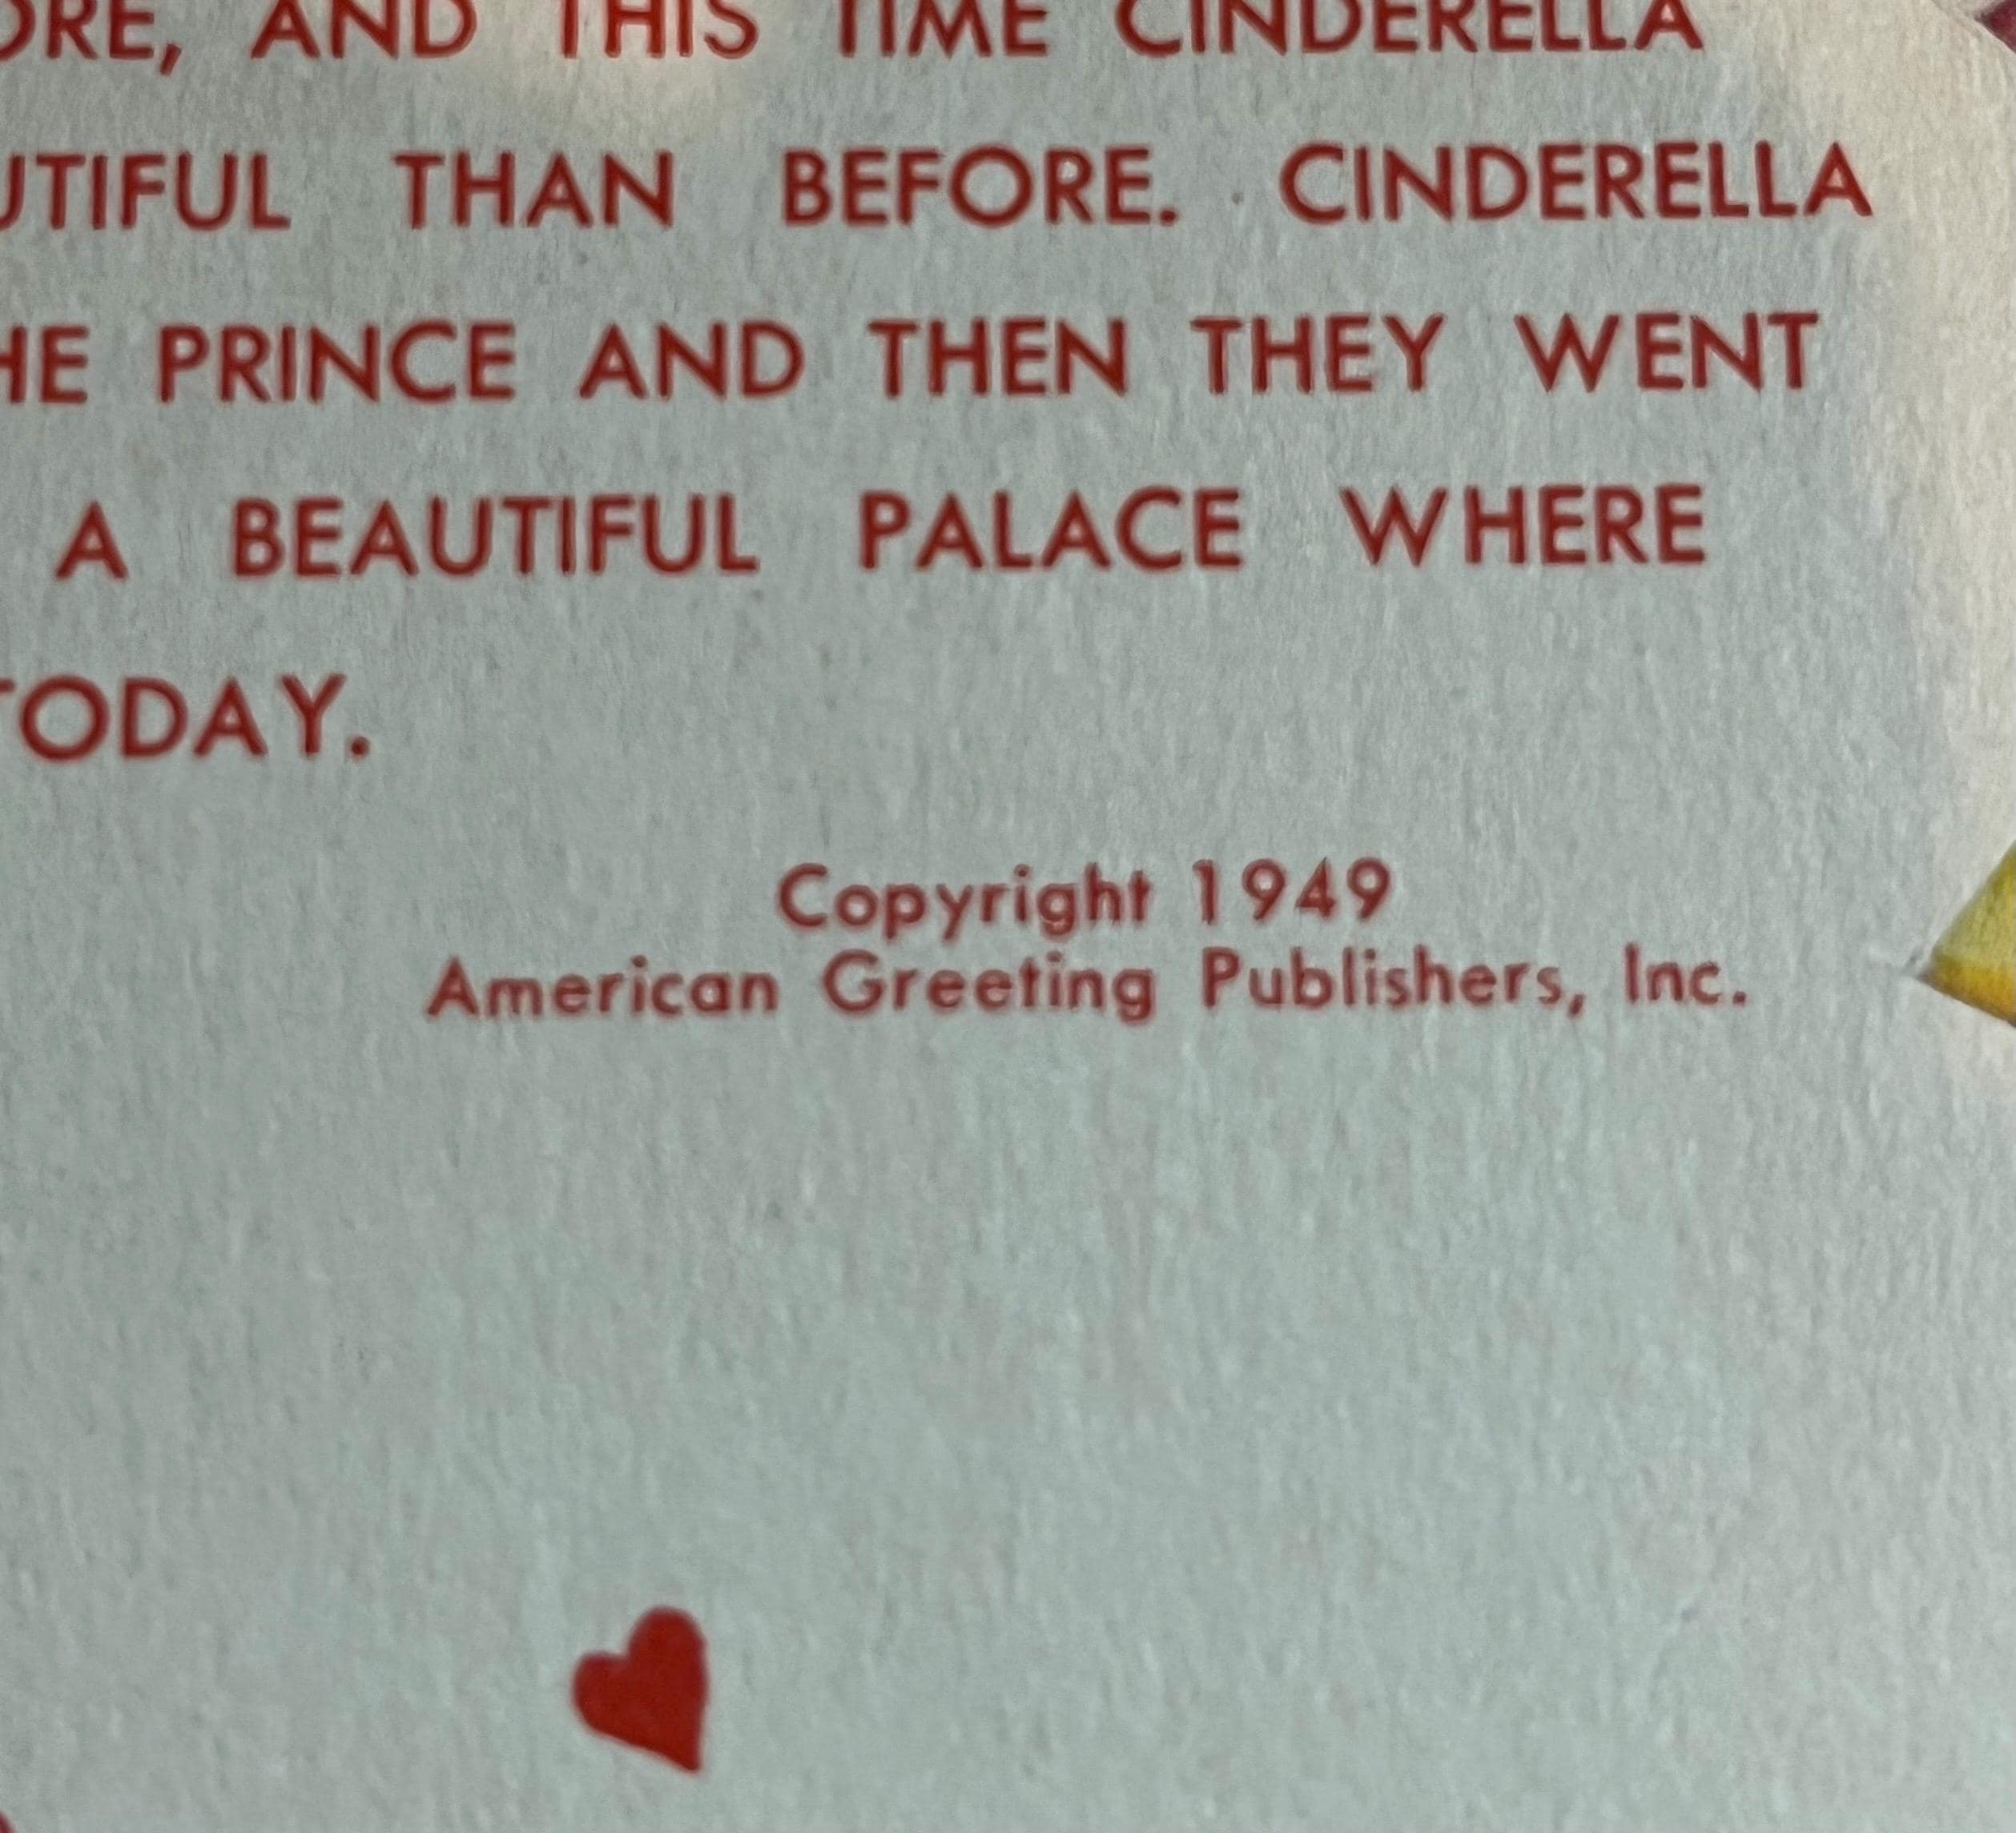 ORE, AND THIS TIME CINDERELLA
UTIFUL THAN BEFORE. CINDERELLA
HE PRINCE AND THEN THEY WENT
A BEAUTIFUL PALACE WHERE
TODAY.
Copyright 1949
American Greeting Publishers, Inc.